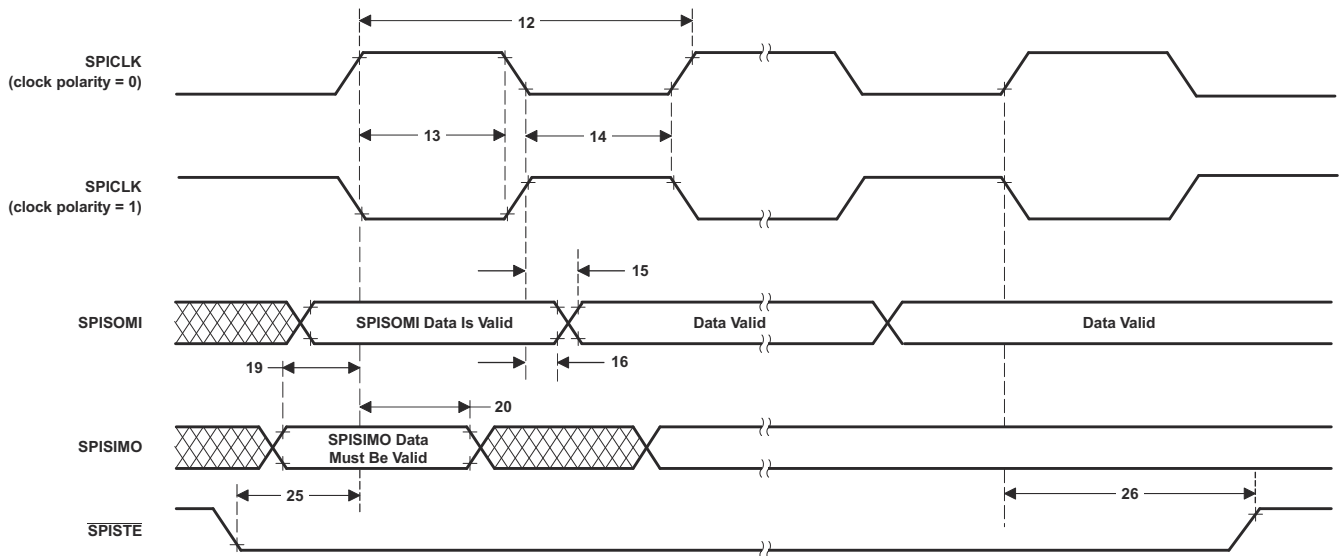 12
SPICLK
(clock polarity = 0)
13
14
SPICLK
(clock polarity = 1)
15
SPISOMI
SPISOMI Data Is Valid
Data Valid
Data Valid
16
19
20
SPISIMO
SPISIMO Data
Must Be Valid
25
26
SPISTE